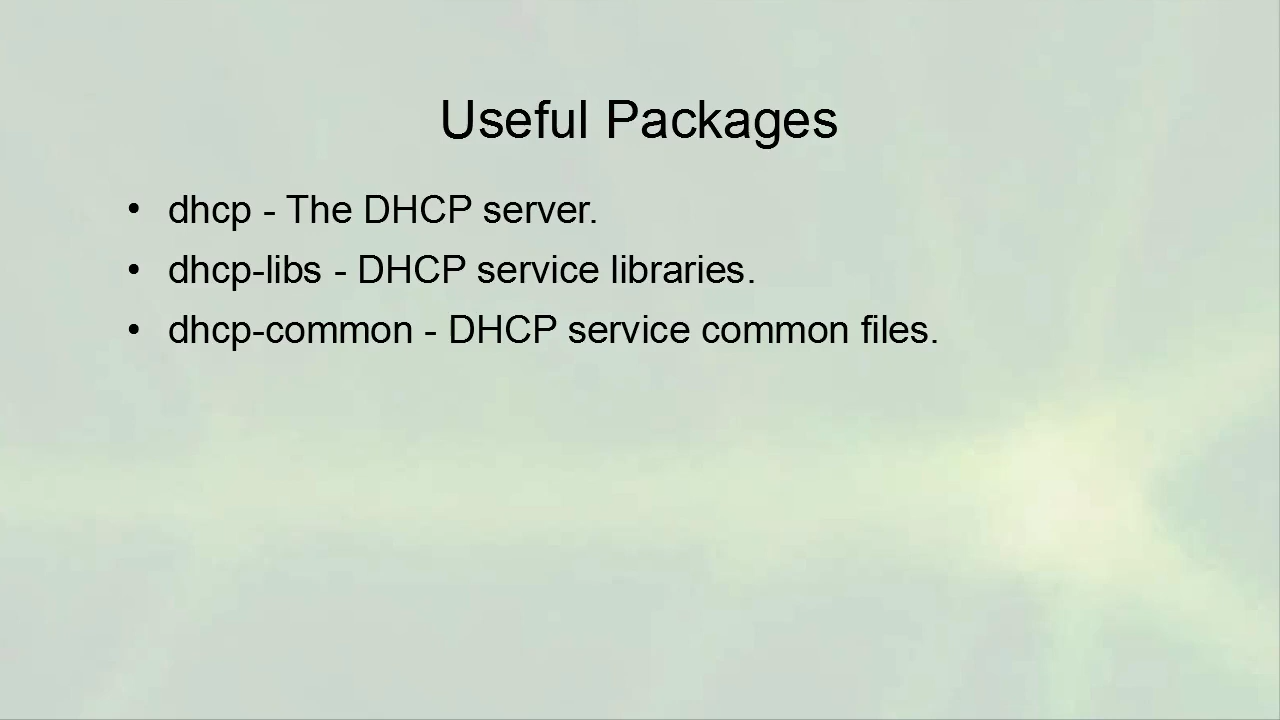 Useful Packages
• dhcp - The DHCP server.
• dhcp-libs - DHCP service libraries.
• dhcp-common - DHCP service common files.